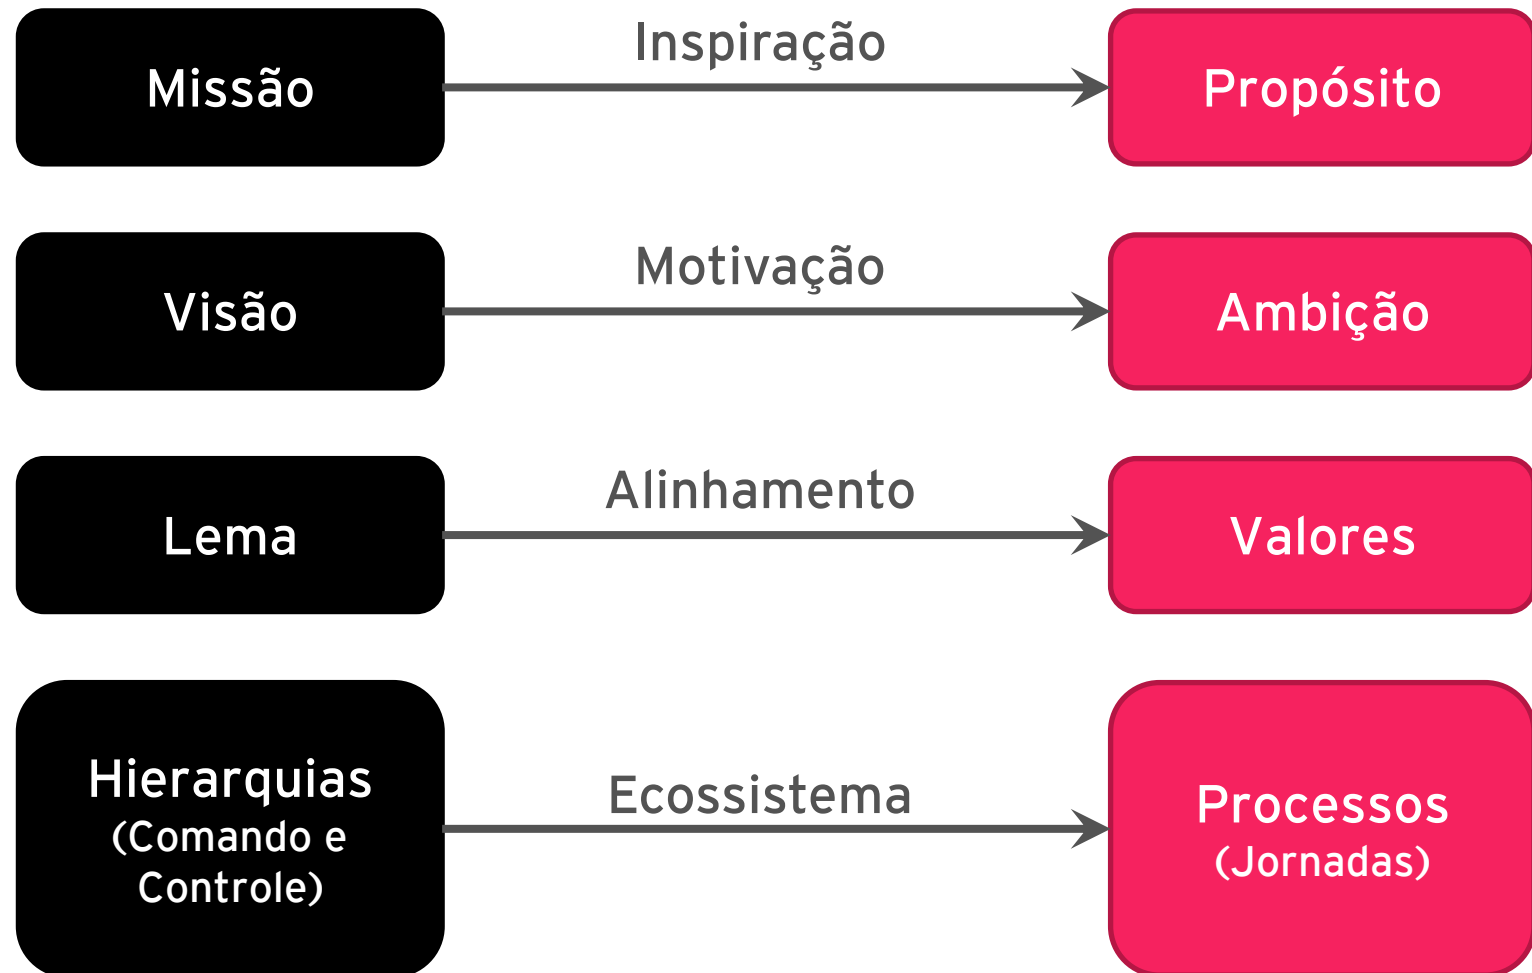 Missão
Inspiração
Propósito
Visão
Motivação
Ambição
Lema
Alinhamento
Valores
Hierarquias
(Comando e
Controle)
Ecossistema
Processos
(Jornadas)